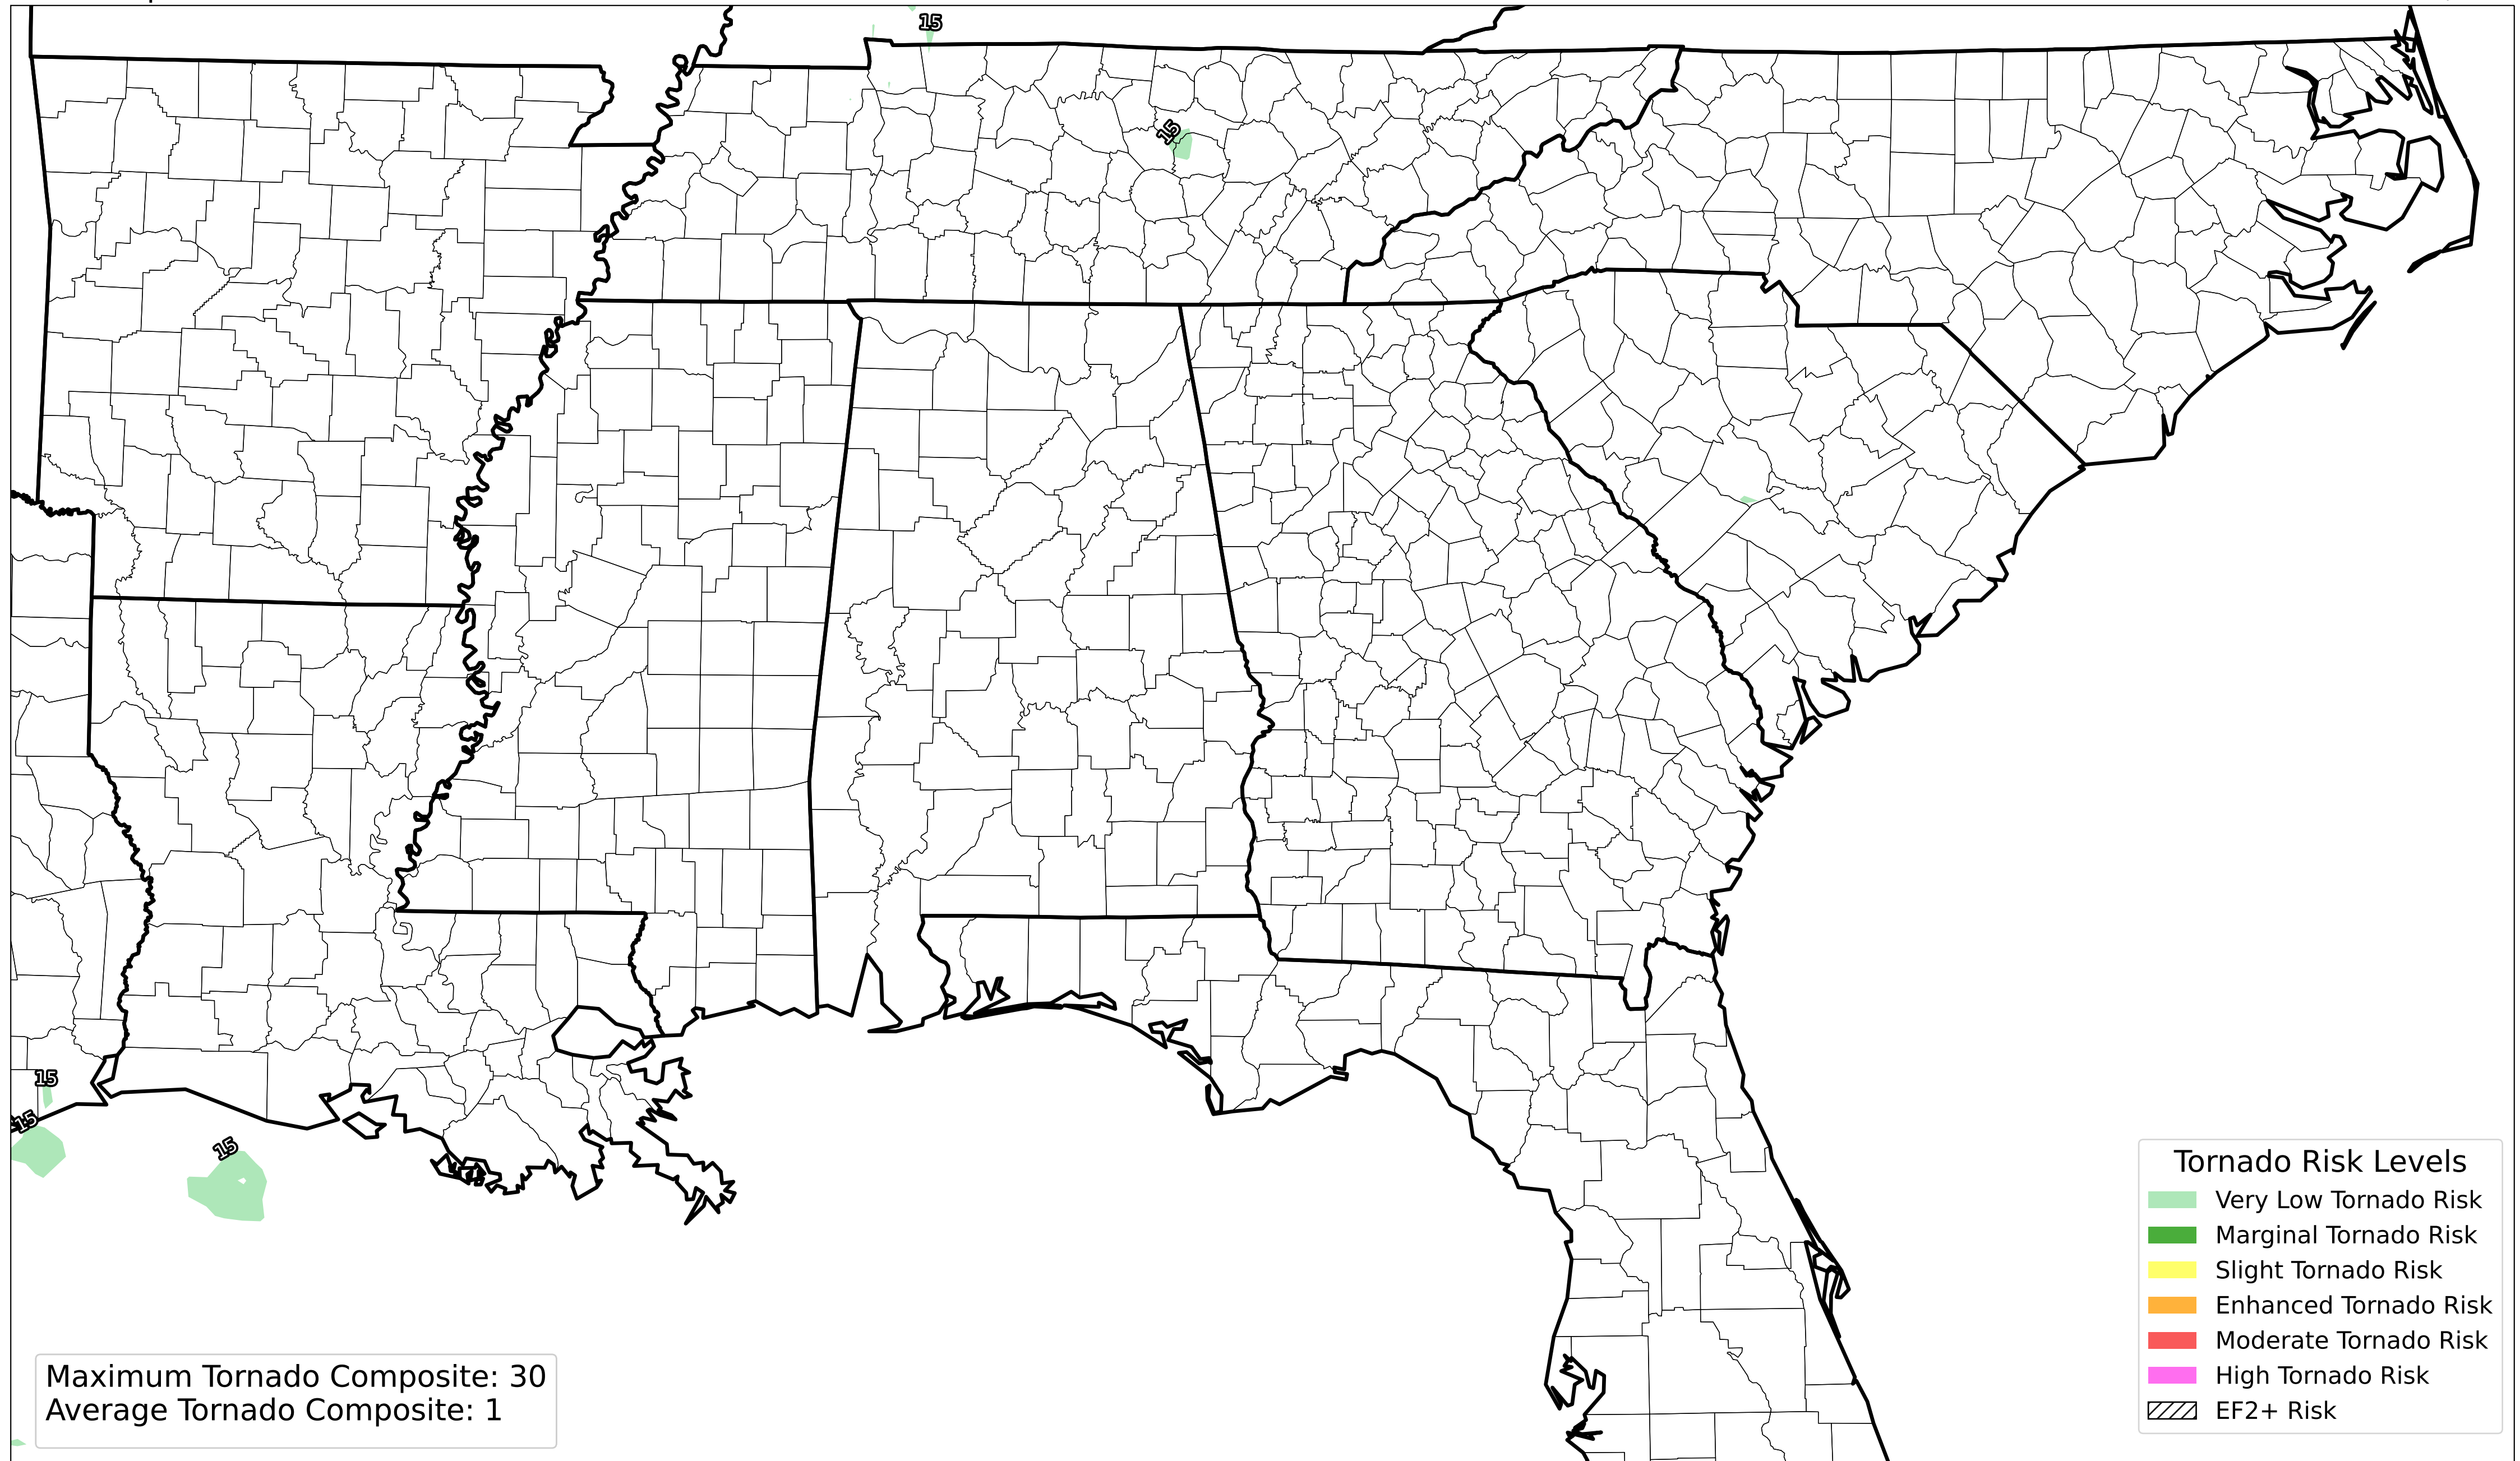 15
15
15
15
15
Tornado Risk Levels
Very Low Tornado Risk
Marginal Tornado Risk
Slight Tornado Risk
Enhanced Tornado Risk
Moderate Tornado Risk
High Tornado Risk
EF2+ Risk
Maximum Tornado Composite: 30
Average Tornado Composite: 1